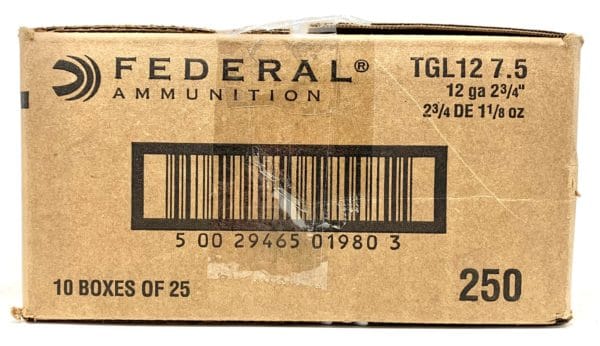 FEDERAL®
AMMUNITION
TGL12 7.5
12 ga 2³/₄"
2³/₄ DE 1¹/₈ oz
5 00 29465 01980 3
10 BOXES OF 25
250